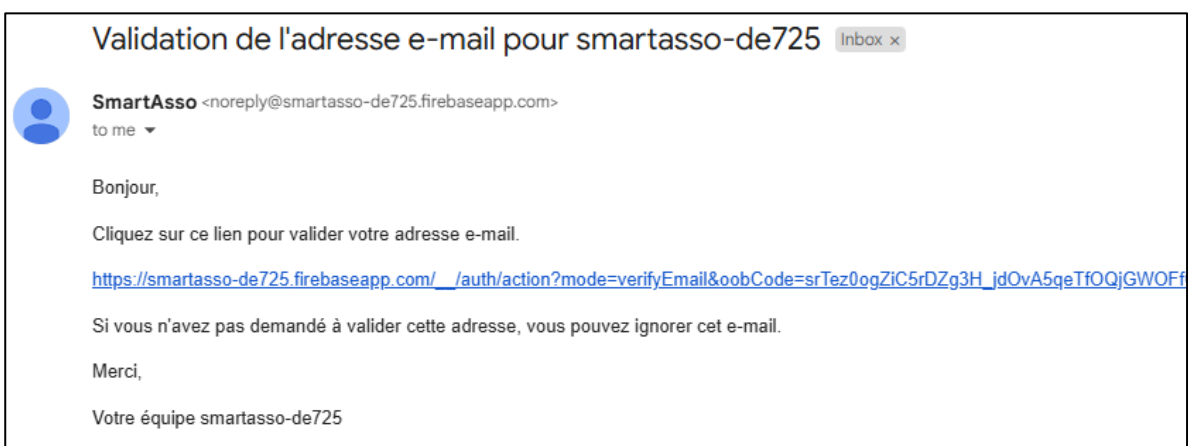 Validation de l'adresse e-mail pour smartasso-de725 Inbox x
SmartAsso <noreply@smartasso-de725.firebaseapp.com>
to me
Bonjour,
Cliquez sur ce lien pour valider votre adresse e-mail.
https://smartasso-de725.firebaseapp.com/__/auth/action?mode=verifyEmail&oobCode=srTez0ogZiC5rDZg3H_jdOvA5qeTfOQjGWOFf
Si vous n'avez pas demandé à valider cette adresse, vous pouvez ignorer cet e-mail.
Merci,
Votre équipe smartasso-de725